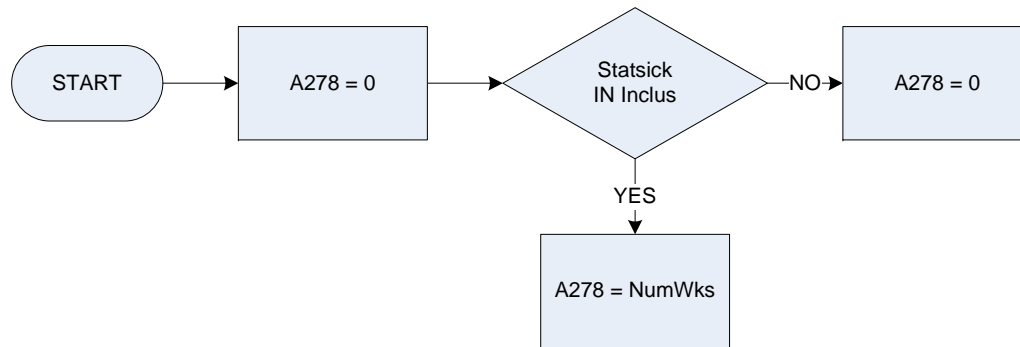 START
A278 = 0
Statsick
IN Inclus
NO
A278 = 0
YES
A278 = NumWks